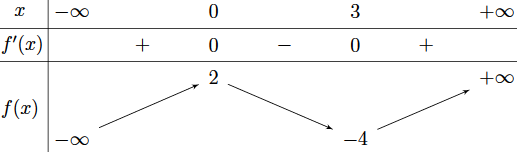 x −∞ 0 3 +∞
f′(x) + 0 − 0 +
2 +∞
f(x)
−∞ −4